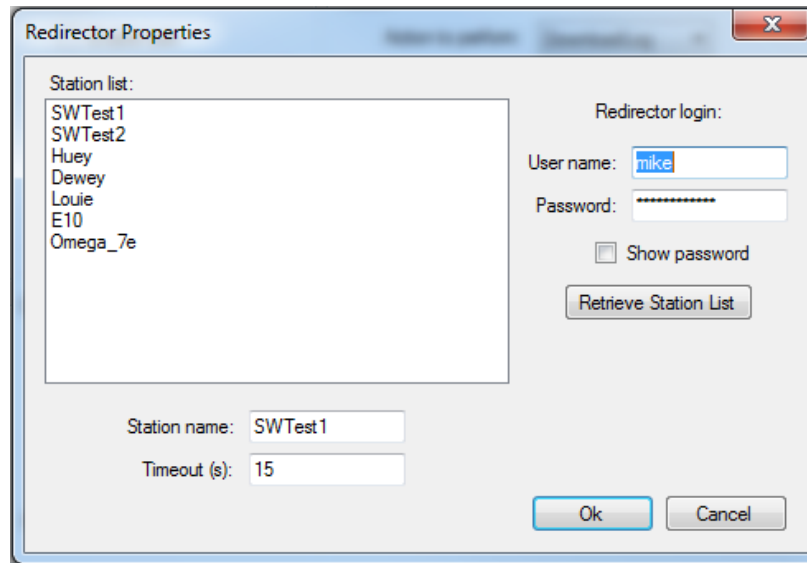 Redirector Properties
Station list:
SWTest1
SWTest2
Huey
Dewey
Louie
E10
Omega_7e
Redirector login:
User name: mike
Password: ************
Show password
Retrieve Station List
Station name: SWTest1
Timeout (s): 15
Ok Cancel